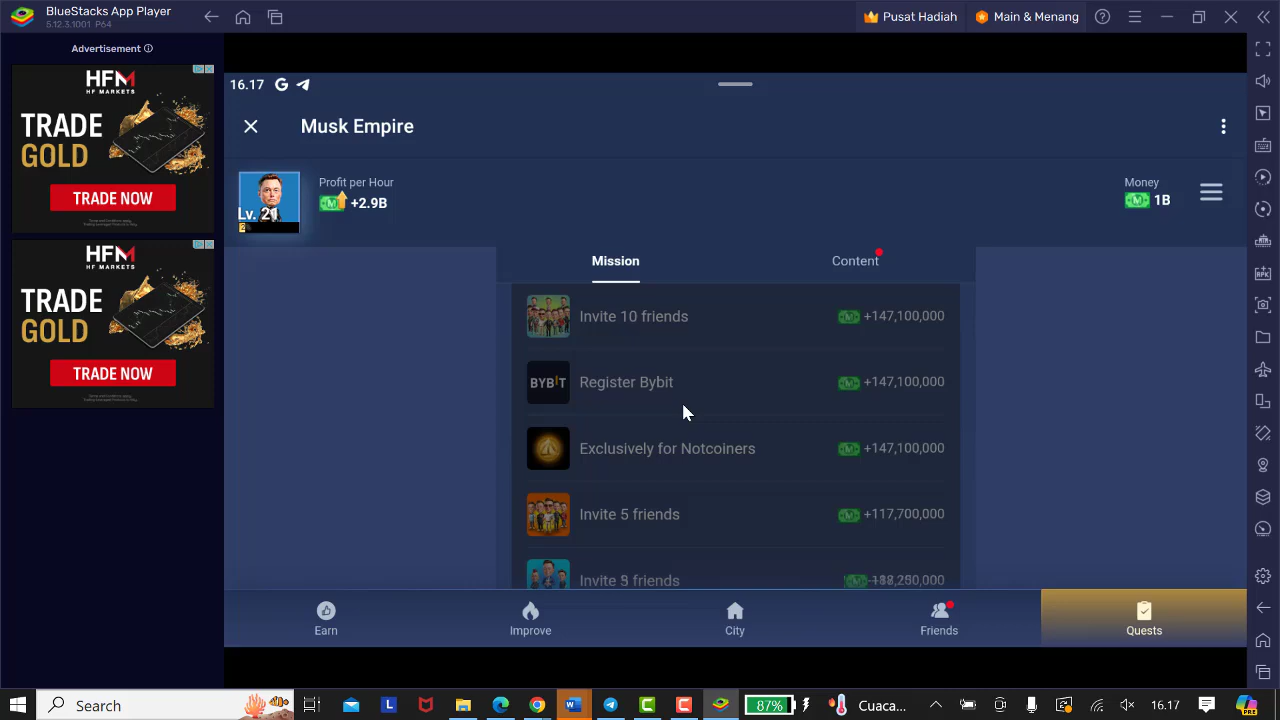 BlueStacks App Player
5.12.3.1001 P64
Pusat Hadiah
Main & Menang
Advertisement
HFM
HF MARKETS
TRADE
GOLD
TRADE NOW
HFM
HF MARKETS
TRADE
GOLD
TRADE NOW
16.17
Musk Empire
Lv. 21
Profit per Hour
+2.9B
Money
1B
Mission
Content
Invite 10 friends
+147,100,000
BYBIT
Register Bybit
+147,100,000
Exclusively for Notcoiners
+147,100,000
Invite 5 friends
+117,700,000
friends
Earn
Improve
City
Friends
Quests
Search
87%
Cuaca...
16.17